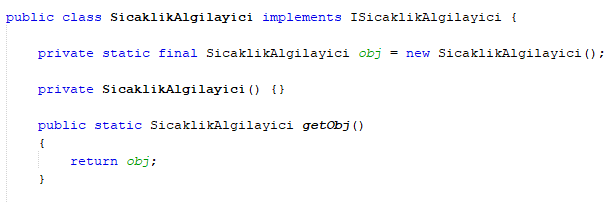 public class SicaklikAlgilayici implements ISicaklikAlgilayici {
private static final SicaklikAlgilayici obj = new SicaklikAlgilayici();
private SicaklikAlgilayici() {}
public static SicaklikAlgilayici getObj()
{
return obj;
}